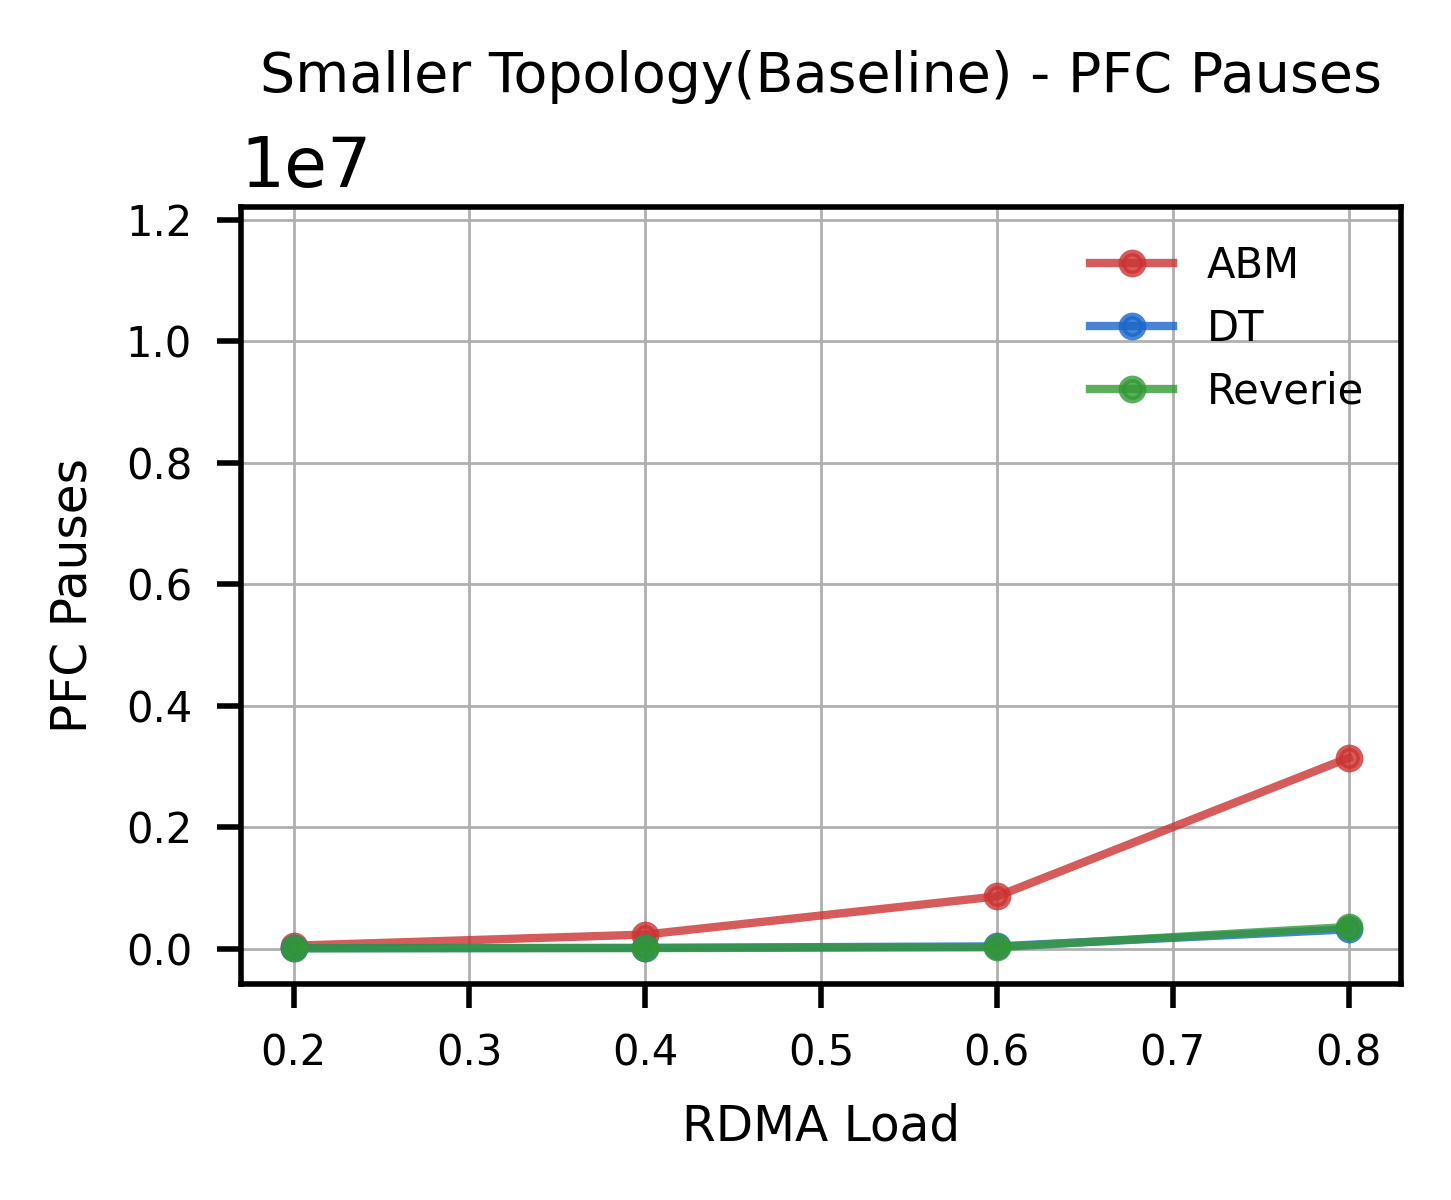 Smaller Topology(Baseline) - PFC Pauses
1e7
1.2
1.0
0.8
0.6
0.4
0.2
0.0
PFC Pauses
ABM
DT
Reverie
0.2 0.3 0.4 0.5 0.6 0.7 0.8
RDMA Load